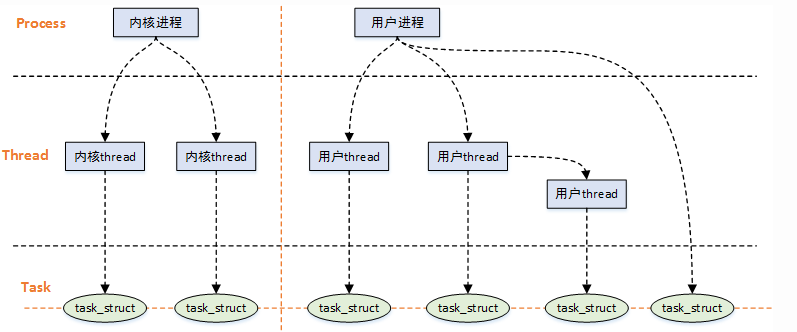 Process
内核进程
用户进程
Thread
内核thread
内核thread
用户thread
用户thread
用户thread
Task
task_struct
task_struct
task_struct
task_struct
task_struct
task_struct